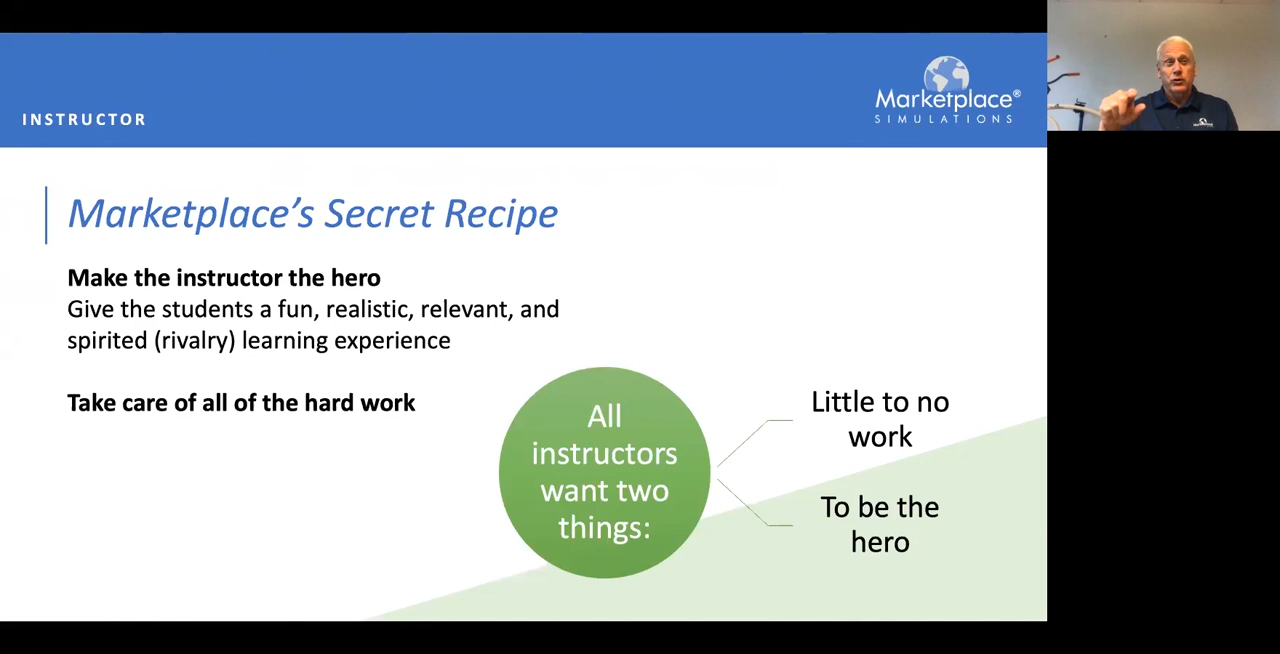 INSTRUCTOR
Marketplace®
SIMULATIONS
Marketplace's Secret Recipe
Make the instructor the hero
Give the students a fun, realistic, relevant, and
spirited (rivalry) learning experience
Take care of all of the hard work
All
instructors
want two
things:
Little to no
work
To be the
hero